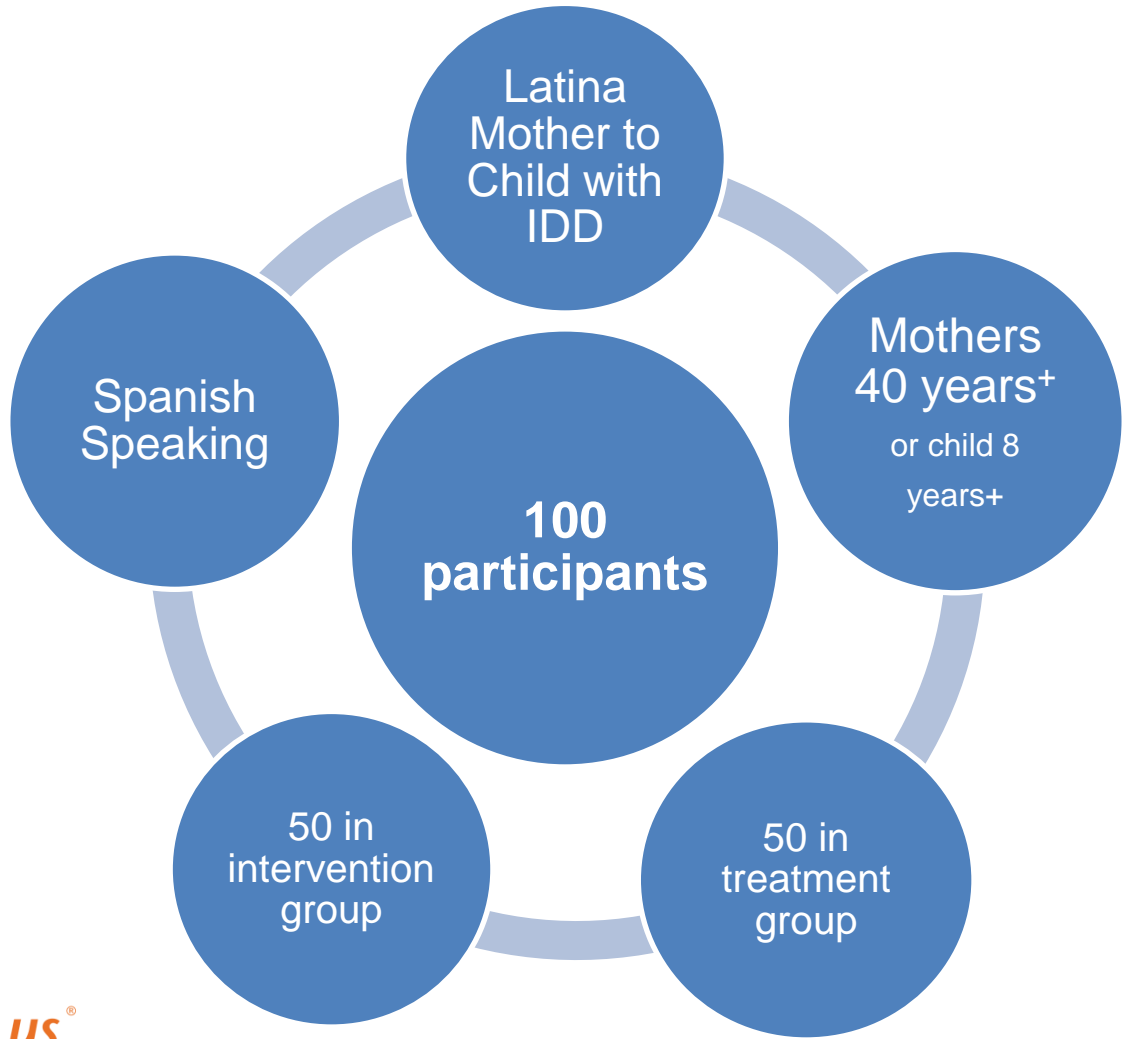 Latina
Mother to
Child with
IDD
Mothers
40 years+
or child 8
years+
50 in
treatment
group
50 in
intervention
group
Spanish
Speaking
100
participants
®